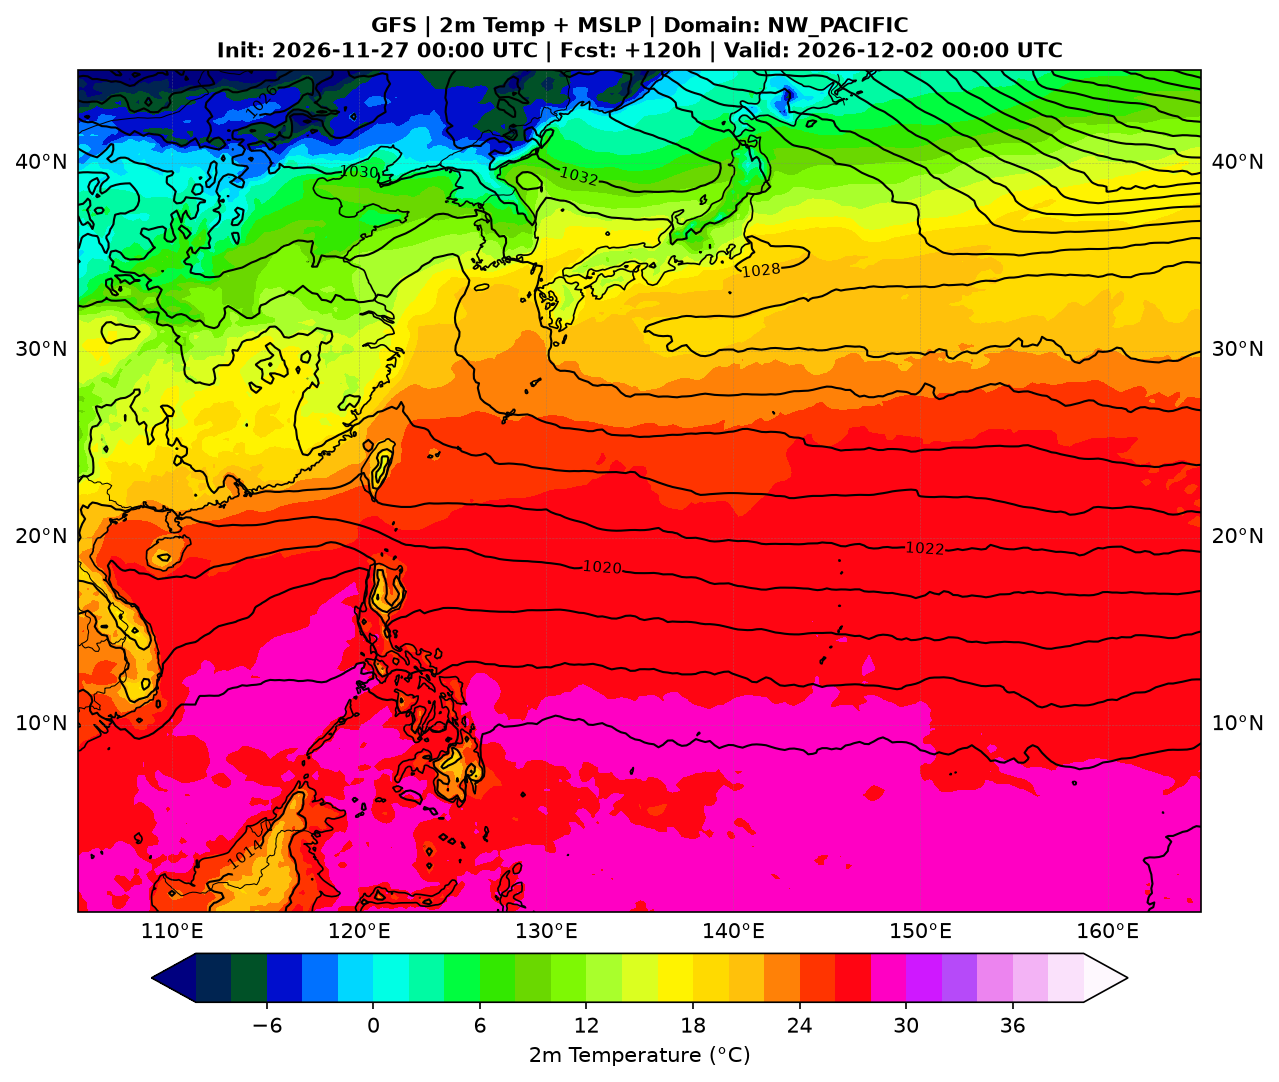 GFS | 2m Temp + MSLP | Domain: NW_PACIFIC
Init: 2026-11-27 00:00 UTC | Fcst: +120h | Valid: 2026-12-02 00:00 UTC
1030
1032
1028
1022
1020
1014
40°N 40°N
30°N 30°N
20°N 20°N
10°N 10°N
110°E 120°E 130°E 140°E 150°E 160°E
−6 0 6 12 18 24 30 36
2m Temperature (°C)